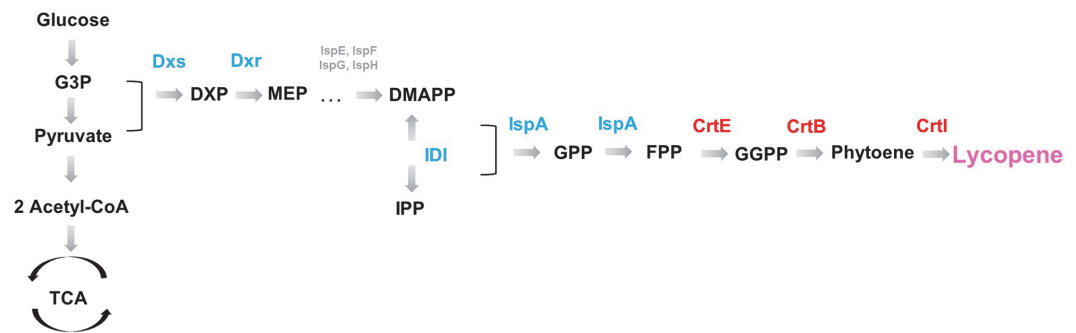 Glucose
G3P
Pyruvate
2 Acetyl-CoA
TCA
Dxs
DXP
Dxr
MEP
IspE, IspF
IspG, IspH
...
DMAPP
IDI
IPP
IspA
GPP
IspA
FPP
CrtE
GGPP
CrtB
Phytoene
CrtI
Lycopene